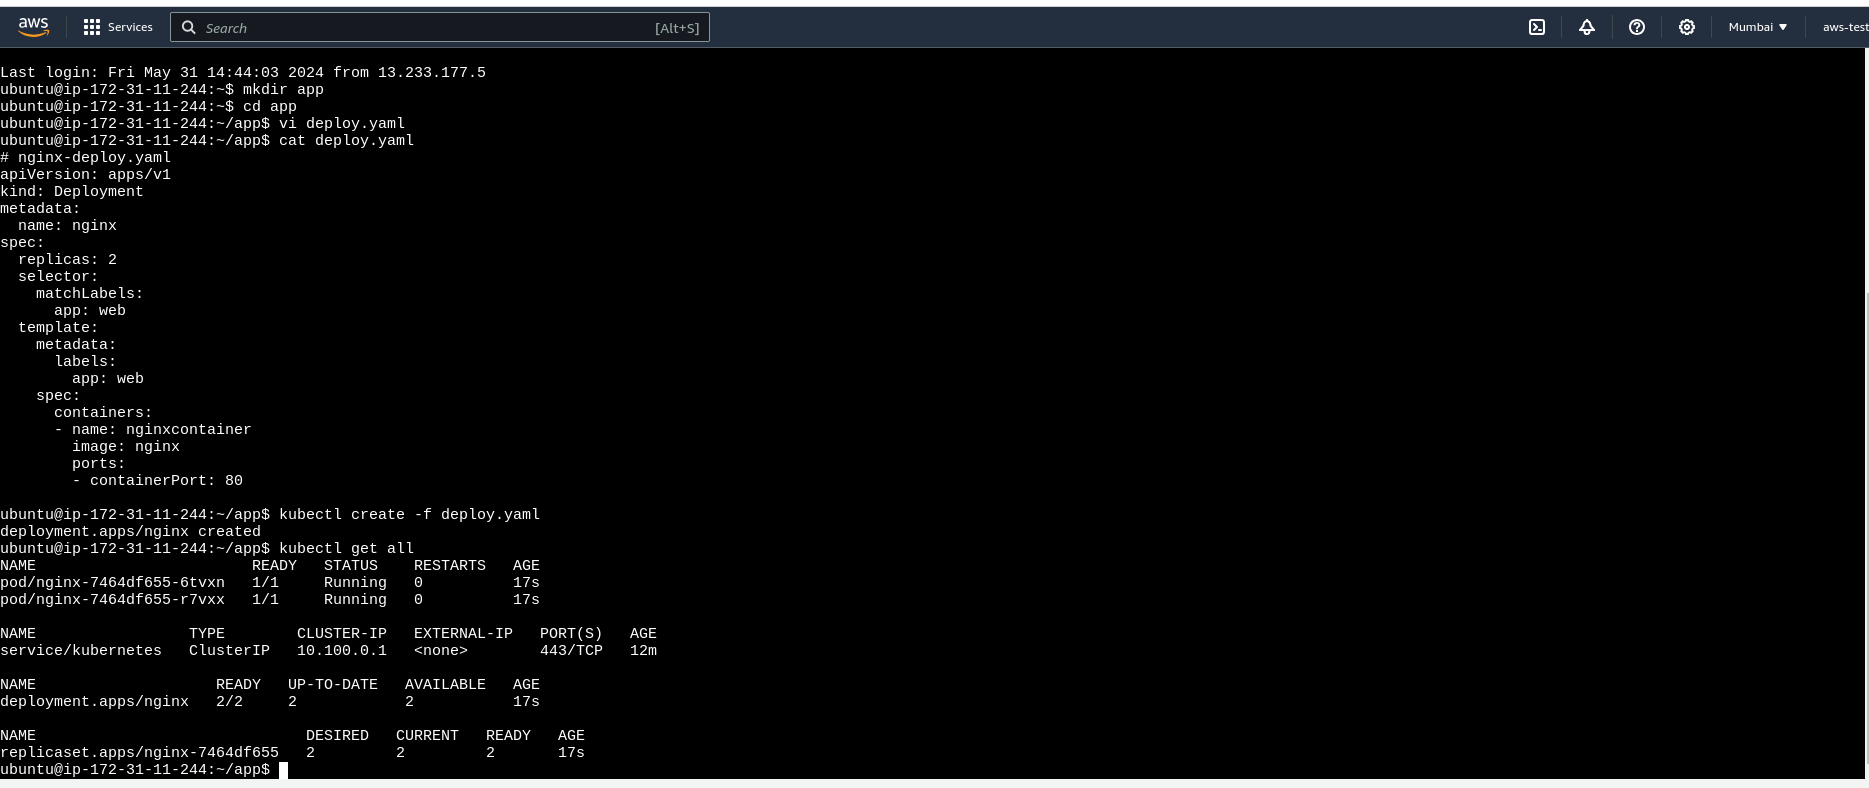 aws Services Search [Alt+S] Mumbai aws-test
Last login: Fri May 31 14:44:03 2024 from 13.233.177.5
ubuntu@ip-172-31-11-244:~$ mkdir app
ubuntu@ip-172-31-11-244:~$ cd app
ubuntu@ip-172-31-11-244:~/app$ vi deploy.yaml
ubuntu@ip-172-31-11-244:~/app$ cat deploy.yaml
# nginx-deploy.yaml
apiVersion: apps/v1
kind: Deployment
metadata:
  name: nginx
spec:
  replicas: 2
  selector:
    matchLabels:
      app: web
  template:
    metadata:
      labels:
        app: web
    spec:
      containers:
      - name: nginxcontainer
        image: nginx
        ports:
        - containerPort: 80
ubuntu@ip-172-31-11-244:~/app$ kubectl create -f deploy.yaml
deployment.apps/nginx created
ubuntu@ip-172-31-11-244:~/app$ kubectl get all
NAME                        READY   STATUS    RESTARTS   AGE
pod/nginx-7464df655-6tvxn   1/1     Running   0          17s
pod/nginx-7464df655-r7vxx   1/1     Running   0          17s
NAME                 TYPE        CLUSTER-IP   EXTERNAL-IP   PORT(S)   AGE
service/kubernetes   ClusterIP   10.100.0.1   <none>        443/TCP   12m
NAME                    READY   UP-TO-DATE   AVAILABLE   AGE
deployment.apps/nginx   2/2     2            2           17s
NAME                              DESIRED   CURRENT   READY   AGE
replicaset.apps/nginx-7464df655   2         2         2       17s
ubuntu@ip-172-31-11-244:~/app$